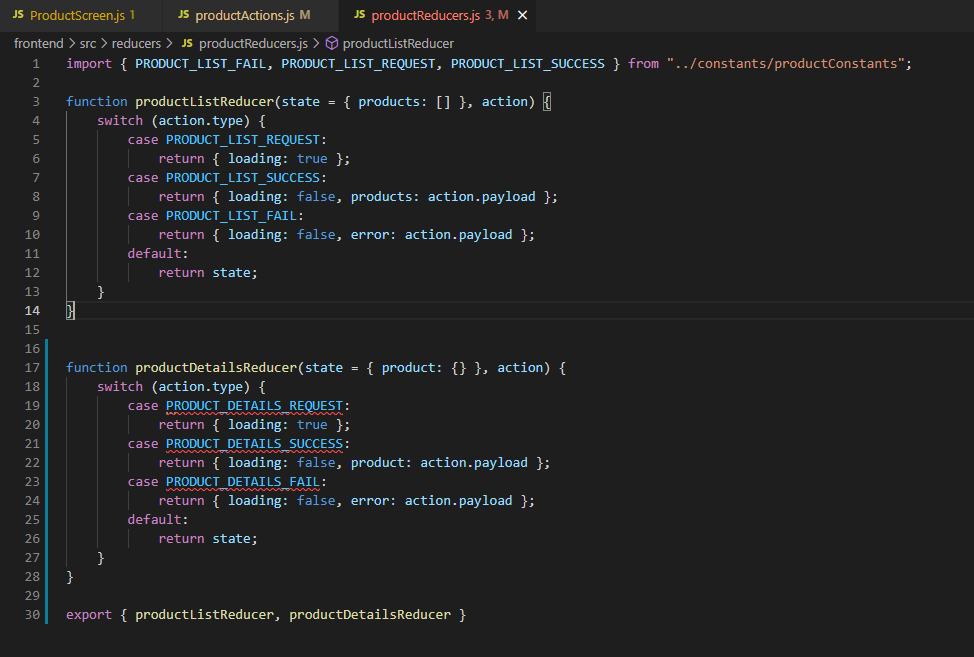 JS ProductScreen.js 1 JS productActions.js M JS productReducers.js 3, M ✕
frontend > src > reducers > JS productReducers.js > productListReducer
1 import { PRODUCT_LIST_FAIL, PRODUCT_LIST_REQUEST, PRODUCT_LIST_SUCCESS } from "../constants/productConstants";
2
3 function productListReducer(state = { products: [] }, action) {
4     switch (action.type) {
5         case PRODUCT_LIST_REQUEST:
6             return { loading: true };
7         case PRODUCT_LIST_SUCCESS:
8             return { loading: false, products: action.payload };
9         case PRODUCT_LIST_FAIL:
10             return { loading: false, error: action.payload };
11         default:
12             return state;
13     }
14 }
15
16
17 function productDetailsReducer(state = { product: {} }, action) {
18     switch (action.type) {
19         case PRODUCT_DETAILS_REQUEST:
20             return { loading: true };
21         case PRODUCT_DETAILS_SUCCESS:
22             return { loading: false, product: action.payload };
23         case PRODUCT_DETAILS_FAIL:
24             return { loading: false, error: action.payload };
25         default:
26             return state;
27     }
28 }
29
30 export { productListReducer, productDetailsReducer }